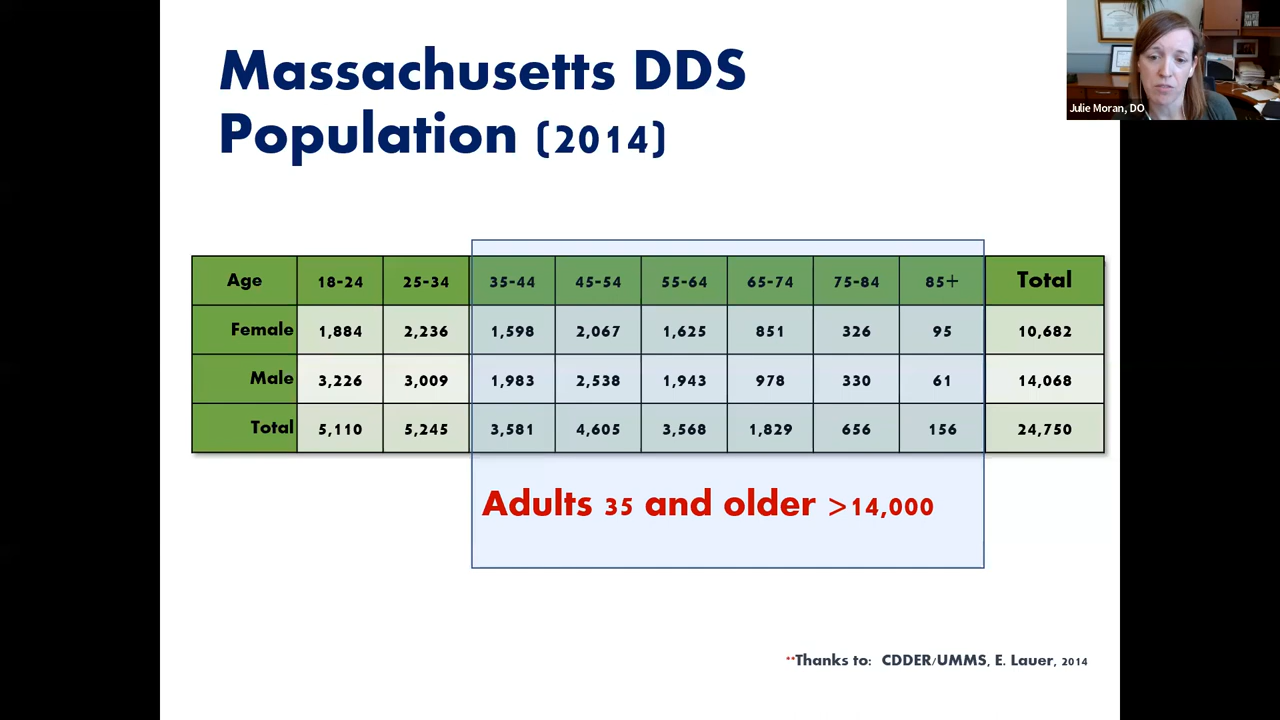 Massachusetts DDS
Population (2014)
Julie Moran, DO
Age 18-24 25-34 35-44 45-54 55-64 65-74 75-84 85+ Total
Female 1,884 2,236 1,598 2,067 1,625 851 326 95 10,682
Male 3,226 3,009 1,983 2,538 1,943 978 330 61 14,068
Total 5,110 5,245 3,581 4,605 3,568 1,829 656 156 24,750
Adults 35 and older >14,000
**Thanks to: CDDER/UMMS, E. Lauer, 2014